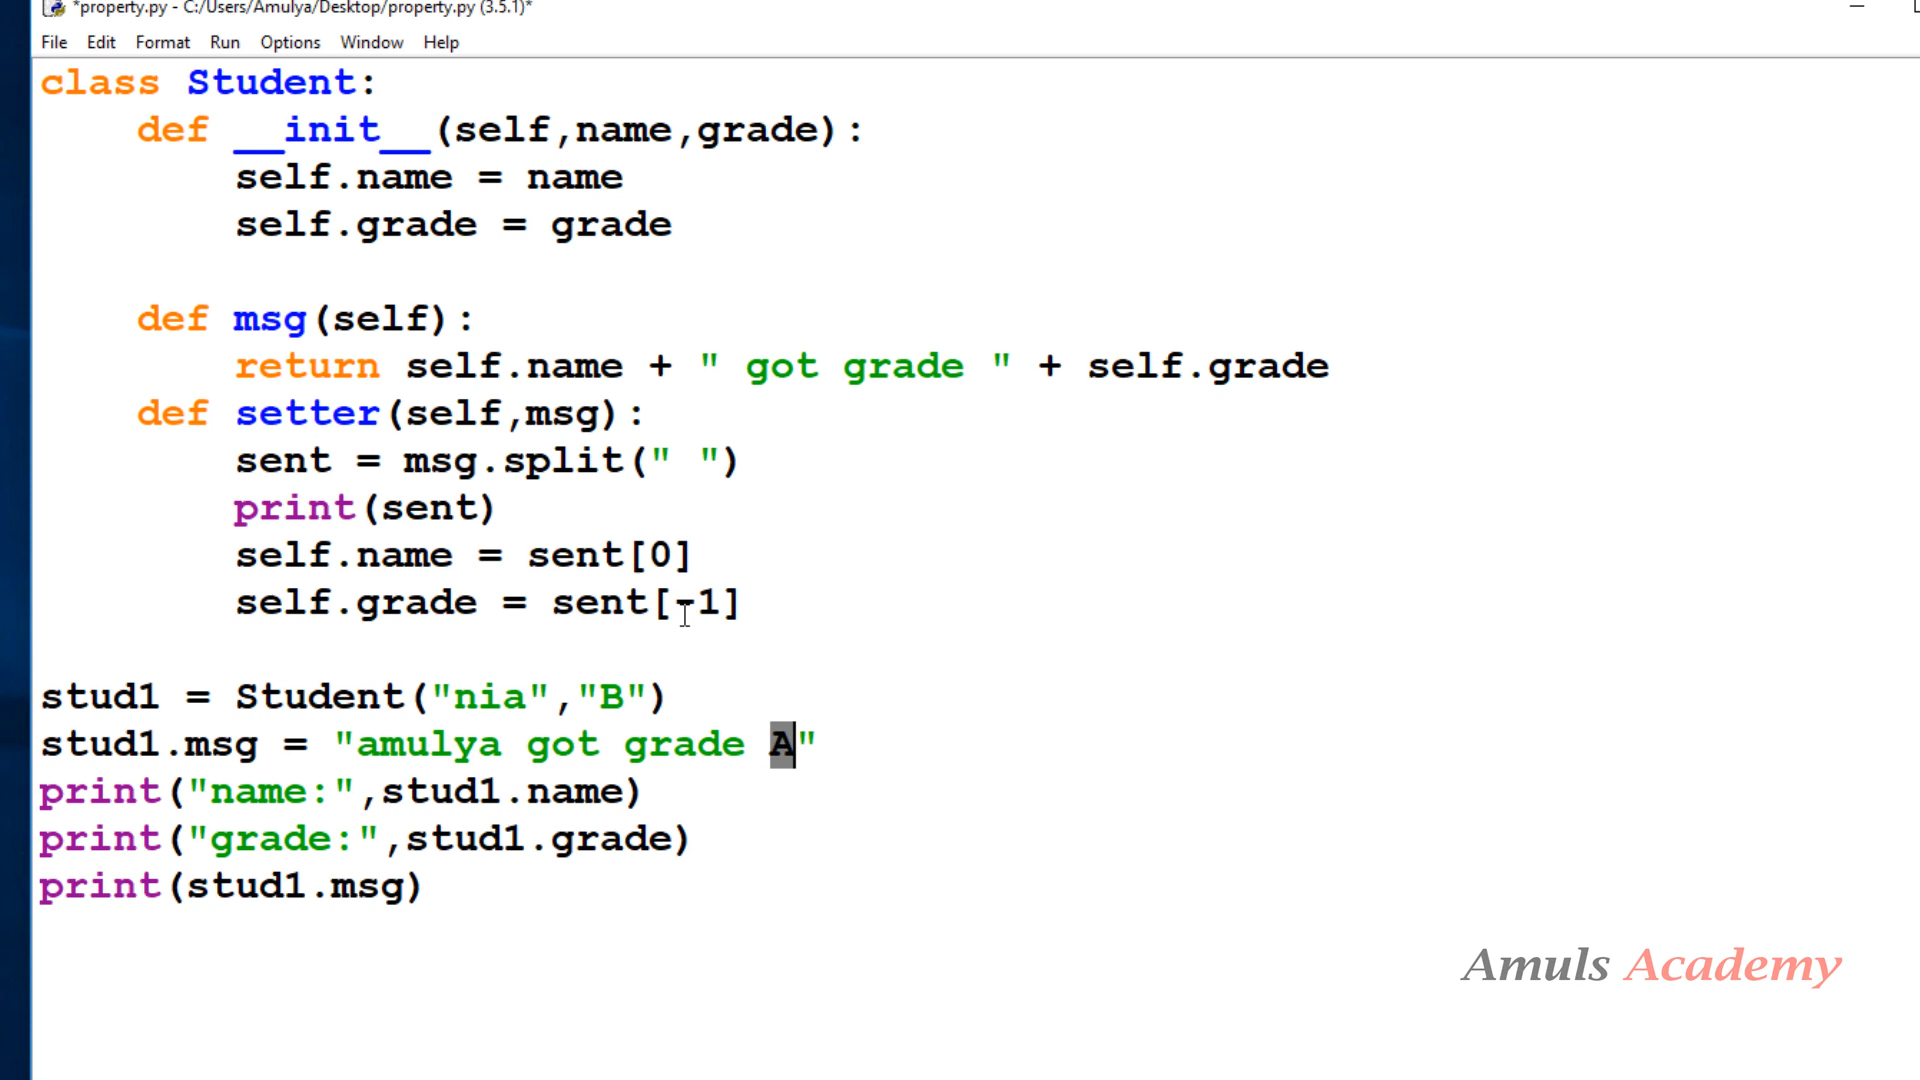 *property.py - C:/Users/Amulya/Desktop/property.py (3.5.1)*
File Edit Format Run Options Window Help
class Student:
    def __init__(self,name,grade):
        self.name = name
        self.grade = grade

    def msg(self):
        return self.name + " got grade " + self.grade
    def setter(self,msg):
        sent = msg.split(" ")
        print(sent)
        self.name = sent[0]
        self.grade = sent[-1]

stud1 = Student("nia","B")
stud1.msg = "amulya got grade A"
print("name:",stud1.name)
print("grade:",stud1.grade)
print(stud1.msg)
Amuls Academy